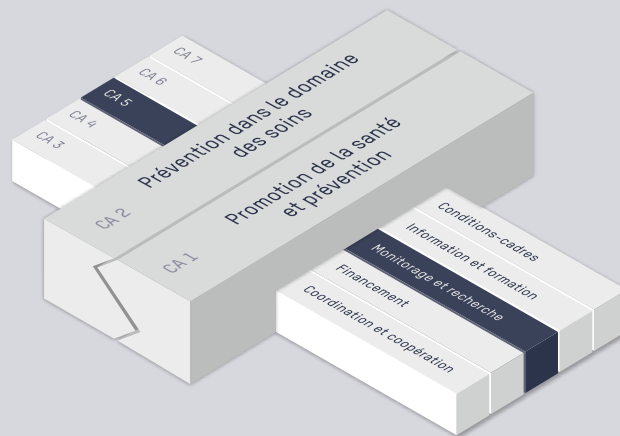 CA 7
CA 6
CA 5
CA 4
CA 3
Prévention dans le domaine
des soins
CA 2
Promotion de la santé
et prévention
CA 1
Conditions-cadres
Information et formation
Monitorage et recherche
Financement
Coordination et coopération